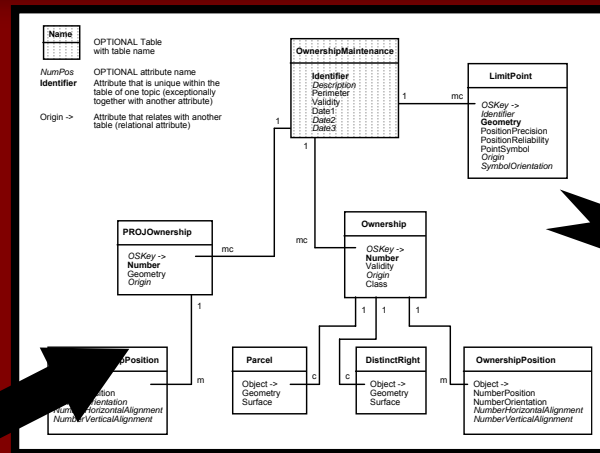 Name
OPTIONAL Table
with table name
NumPos OPTIONAL attribute name
Identifier Attribute that is unique within the
table of one topic (exceptionally
together with another attribute)
Origin -> Attribute that relates with another
table (relational attribute)
OwnershipMaintenance
Identifier
Description
Perimeter
Validity
Date1
Date2
Date3
1
mc
1
1
LimitPoint
OSKey ->
Identifier
Geometry
PositionPrecision
PositionReliability
PointSymbol
Origin
SymbolOrientation
PROJOwnership
OSKey ->
Number
Geometry
Origin
mc
1
mc
Ownership
OSKey ->
Number
Validity
Origin
Class
1
1
1
Position
m
NumberHorizontalAlignment
NumberVerticalAlignment
Parcel
Object ->
Geometry
Surface
c
DistinctRight
c
Object ->
Geometry
Surface
OwnershipPosition
m
Object ->
NumberPosition
NumberOrientation
NumberHorizontalAlignment
NumberVerticalAlignment